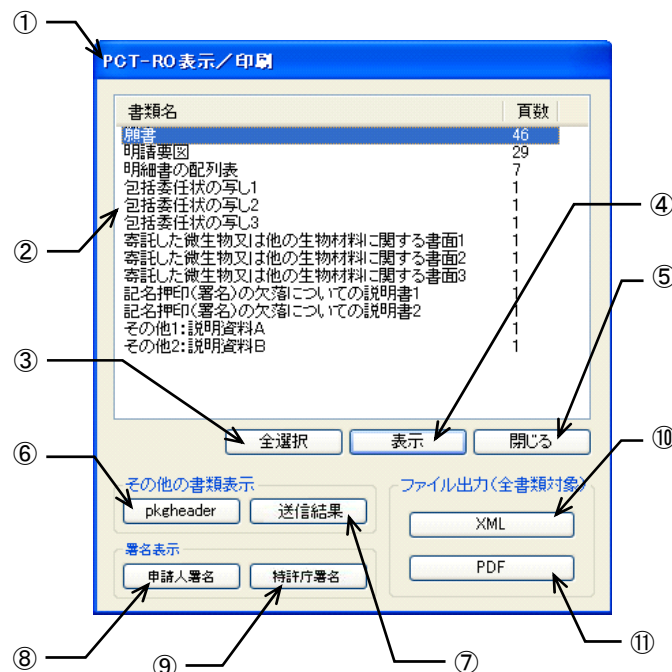 ①
PCT-RO表示／印刷
書類名 頁数
願書 46
明請要図 29
明細書の配列表 7
包括委任状の写し1 1
包括委任状の写し2 1
包括委任状の写し3 1
寄託した微生物又は他の生物材料に関する書面1 1
寄託した微生物又は他の生物材料に関する書面2 1
寄託した微生物又は他の生物材料に関する書面3 1
記名押印(署名)の欠落についての説明書1 1
記名押印(署名)の欠落についての説明書2 1
その他1:説明資料A 1
その他2:説明資料B 1
②
④
⑤
③
全選択 表示 閉じる
⑩
⑥
その他の書類表示 ファイル出力(全書類対象)
pkgheader 送信結果 XML
署名表示
申請人署名 特許庁署名 PDF
⑧ ⑨ ⑦ ⑪